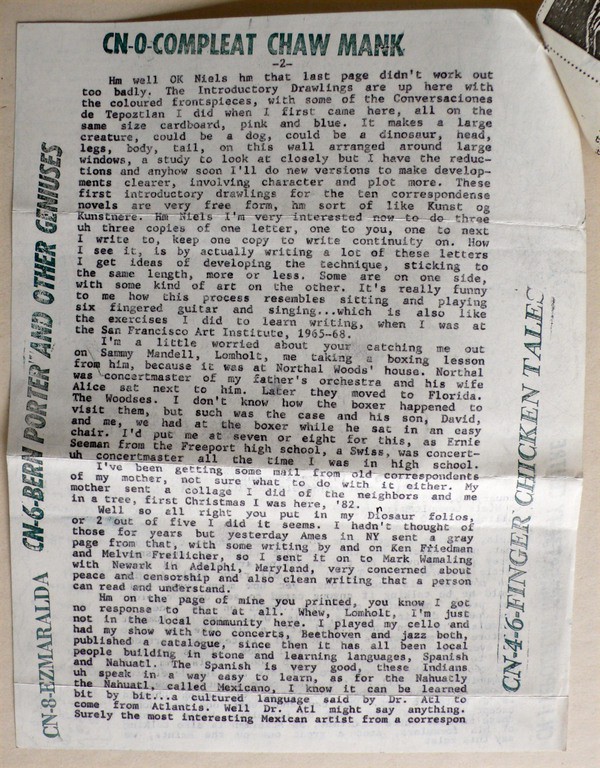 CN-O-COMPLEAT CHAW MANK
-2-
Hm well OK Niels hm that last page didn't work out
too badly. The Introductory Drawlings are up here with
the coloured frontspieces, with some of the Conversaciones
de Tepoztlan I did when I first came here, all on the
same size cardboard, pink and blue. It makes a large
creature, could be a dog, could be a dinosaur, head,
legs, body, tail, on this wall arranged around large
windows, a study to look at closely but I have the reduc-
tions and anyhow soon I'll do new versions to make develop-
ments clearer, involving character and plot more. These
first introductory drawlings for the ten correspondense
novels are very free form, hm sort of like Kunst og
Kunstnere. Hm Niels I'm very interested now to do three
uh three copies of one letter, one to you, one to next
I write to, keep one copy to write continuity on. How
I see it, is by actually writing a lot of these letters
I get ideas of developing the technique, sticking to
the same length, more or less. Some are on one side,
with some kind of art on the other. It's really funny
to me how this process resembles sitting and playing
six fingered guitar and singing...which is also like
the exercises I did to learn writing, when I was at
the San Francisco Art Institute, 1965-68.
I'm a little worried about your catching me out
on Sammy Mandell, Lomholt, me taking a boxing lesson
from him, because it was at Northal Woods' house. Northal
was concertmaster of my father's orchestra and his wife
Alice sat next to him. Later they moved to Florida.
The Woodses. I don't know how the boxer happened to
visit them, but such was the case and his son, David,
and me, we had at the boxer while he sat in an easy
chair. I'd put me at seven or eight for this, as Ernie
Seeman from the Freeport high school, a Swiss, was concert-
uh concertmaster all the time I was in high school.
I've been getting some mail from old correspondents
of my mother, not sure what to do with it either. My
mother sent a collage I did of the neighbors and me
in a tree, first Christmas I was here, '82.
Well so all right you put in my Diosaur folios,
or 2 out of five I did it seems. I hadn't thought of
those for years but yesterday Ames in NY sent a gray
page from that, with some writing by and on Ken Friedman
and Melvin Freilicher, so I sent it on to Mark Wamaling
with Newark in Adelphi, Maryland, very concerned about
peace and censorship and also clean writing that a person
can read and understand.
Hm on the page of mine you printed, you know I got
no response to that at all. Whew, Lomholt, I'm just
not in the local community here. I played my cello and
had my show with two concerts, Beethoven and jazz both,
published a catalogue, since then it has all been local
people building in stone and learning languages, Spanish
and Nahuatl. The Spanish is very good, these Indians
uh speak in a way easy to learn, as for the Nahuatly
the Nahuatl, called Mexicano, I know it can be learned
bit by bit...a cultured language said by Dr. Atl to
come from Atlantis. Well Dr. Atl might say anything.
Surely the most interesting Mexican artist from a correspon
CN-8-EZMARALDA
CN-6-BERN PORTER AND OTHER GENIUSES
CN-4-6-FINGER CHICKEN TALES